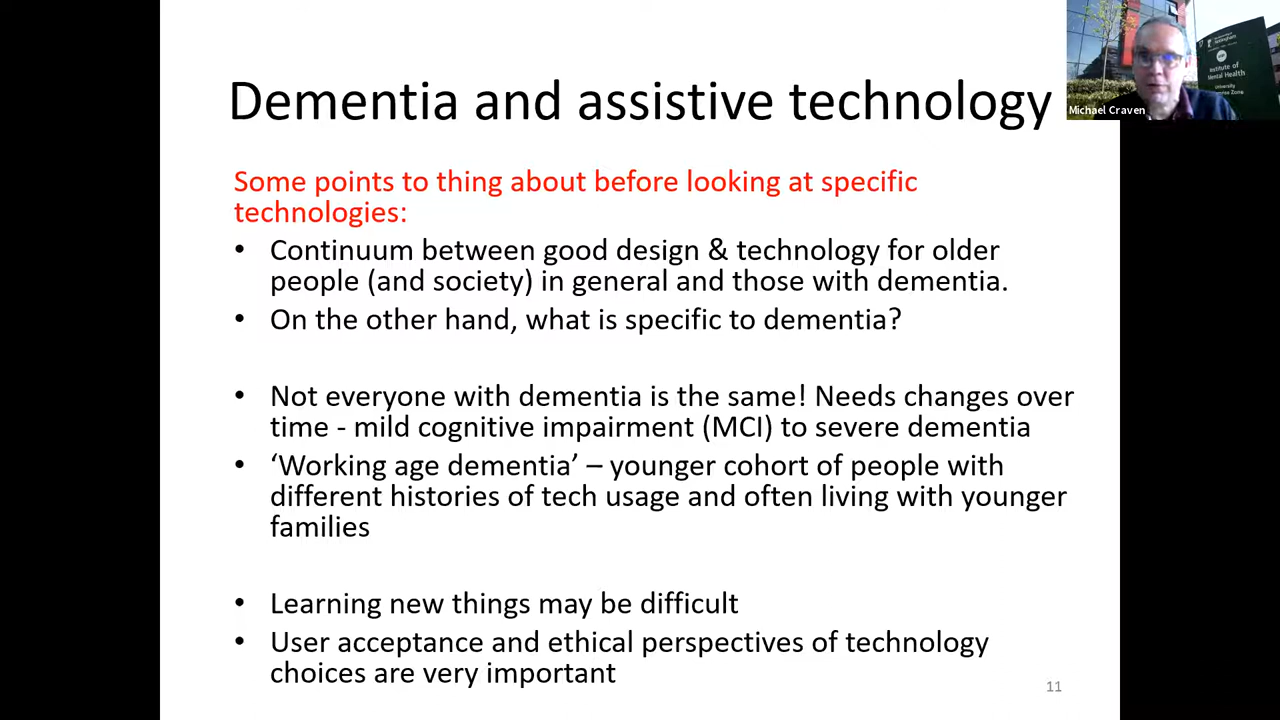 Dementia and assistive technology
Some points to thing about before looking at specific
technologies:
• Continuum between good design & technology for older
people (and society) in general and those with dementia.
• On the other hand, what is specific to dementia?
• Not everyone with dementia is the same! Needs changes over
time - mild cognitive impairment (MCI) to severe dementia
• ‘Working age dementia’ – younger cohort of people with
different histories of tech usage and often living with younger
families
• Learning new things may be difficult
• User acceptance and ethical perspectives of technology
choices are very important
11
Institute of
Mental Health
Michael Craven